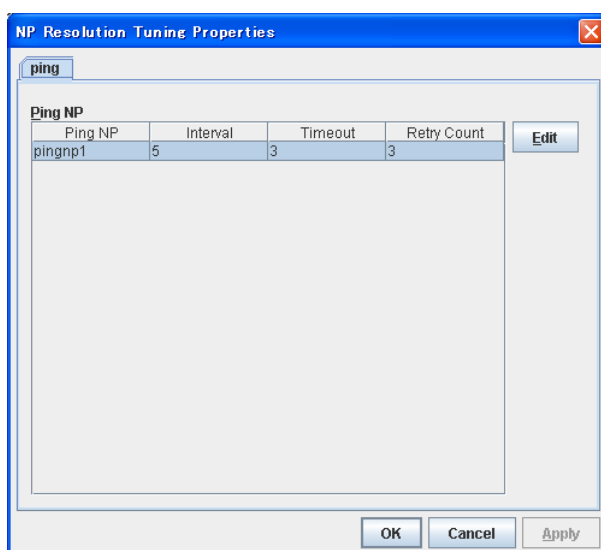 NP Resolution Tuning Properties
ping
Ping NP
Ping NP Interval Timeout Retry Count
pingnp1 5 3 3
Edit
OK Cancel Apply